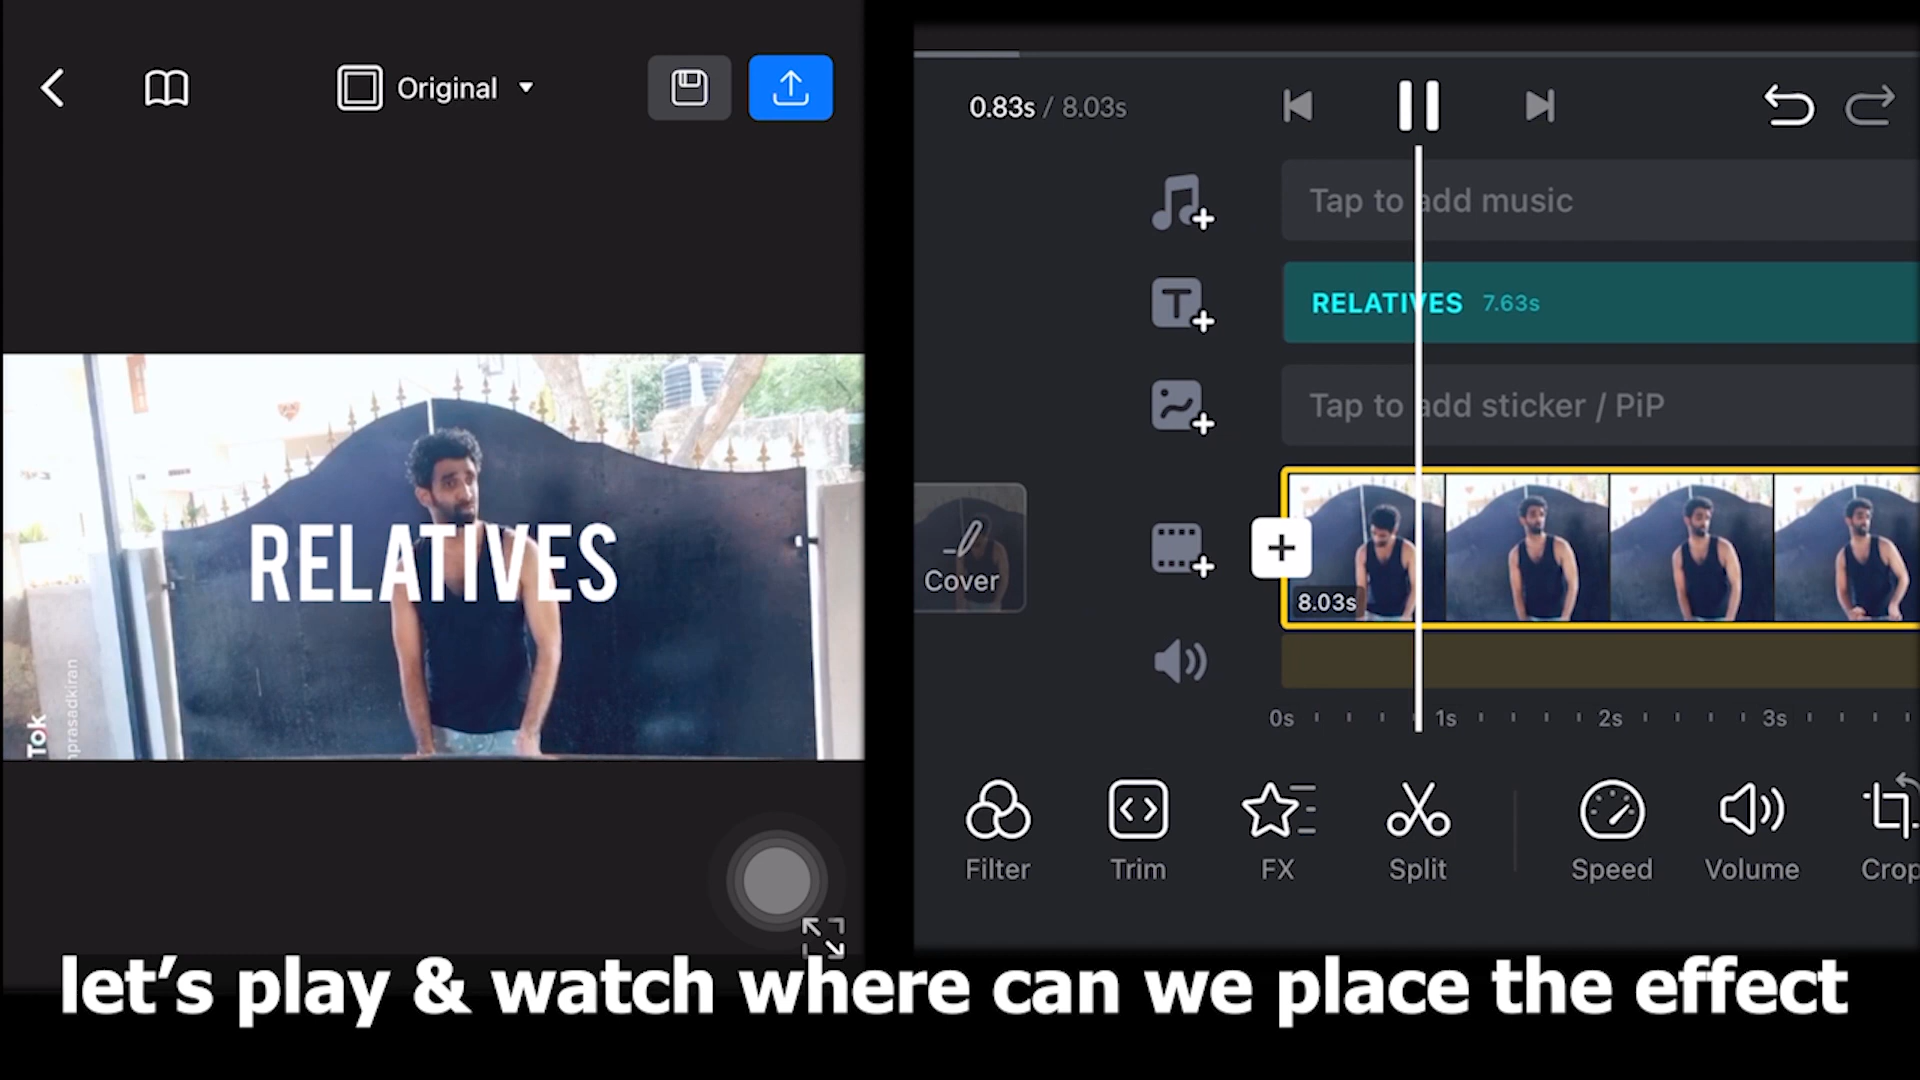 Original
0.83s / 8.03s
Tap to add music
RELATIVES 7.63s
Tap to add sticker / PiP
RELATIVES
Cover
8.03s
Tok
prasadkiran
0s 1s 2s 3s
Filter Trim FX Split Speed Volume Crop
let's play & watch where can we place the effect